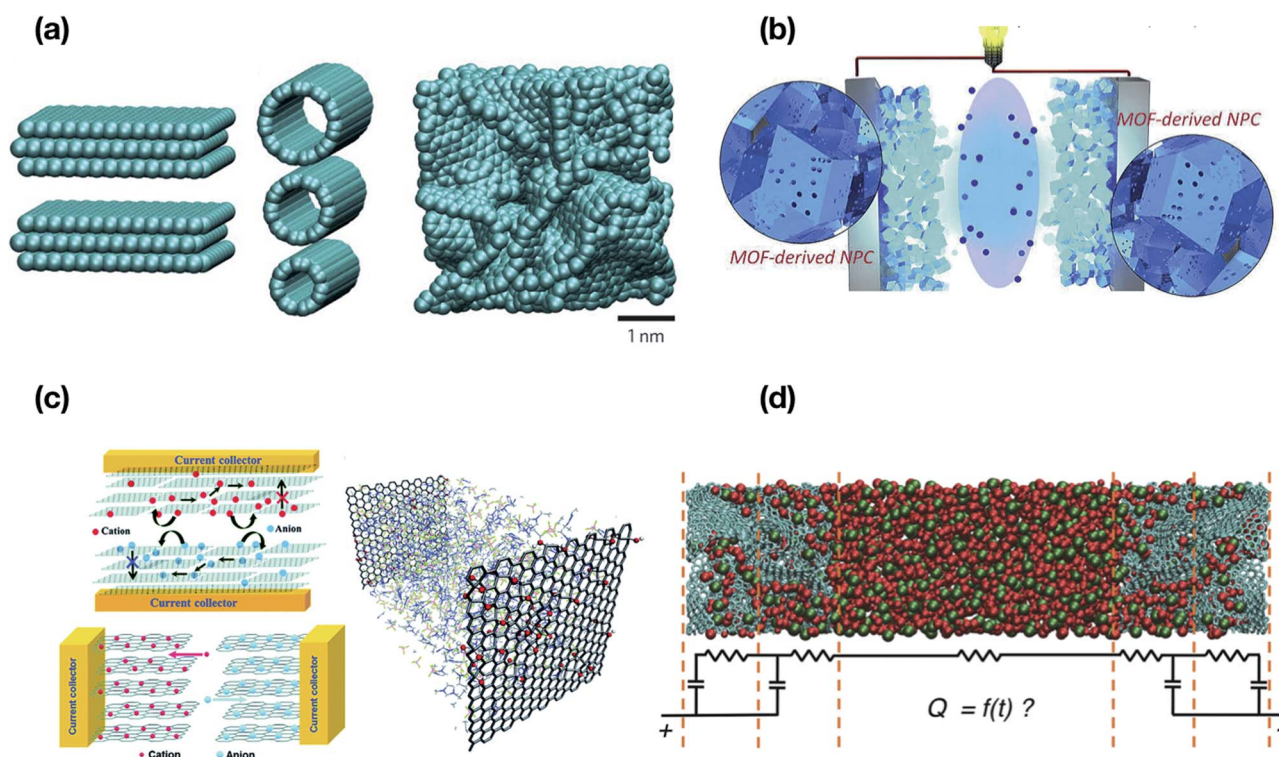 (a)
1 nm
(b)
MOF-derived NPC
MOF-derived NPC
(c)
Current collector
Cation
Anion
Current collector
Current collector
Current collector
Cation
Anion
(d)
Q = f(t) ?
+
-